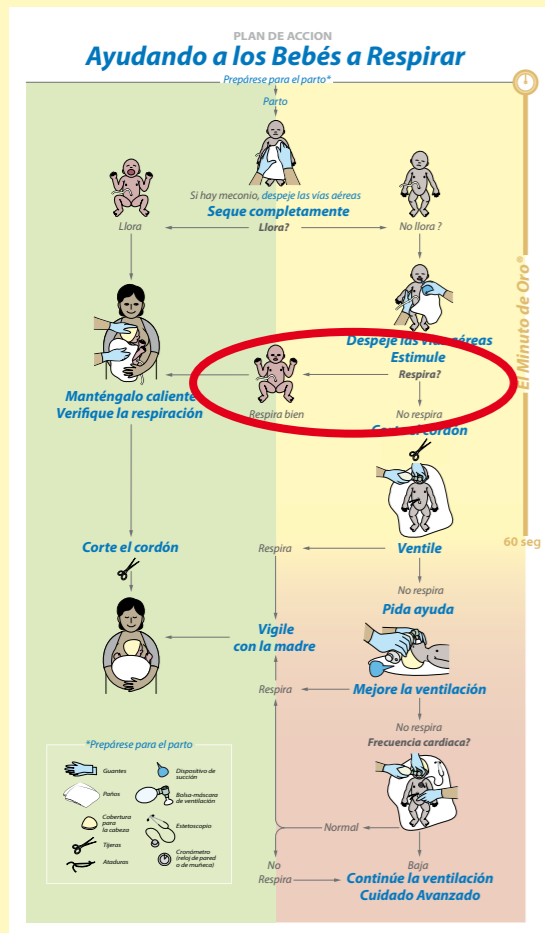 PLAN DE ACCION
Ayudando a los Bebés a Respirar
Prepárese para el parto*
Parto
Si hay meconio, despeje las vías aéreas
Seque completamente
Llora
Llora?
No llora ?
Despeje las vías aéreas
Estimule
Respira?
Respira bien
No respira
Manténgalo caliente
Verifique la respiración
Corte el cordón
El Minuto de Oro®
60 seg
Corte el cordón
Respira
Ventile
No respira
Pida ayuda
Vigile
con la madre
Respira
Mejore la ventilación
No respira
Frecuencia cardiaca?
Normal
No
Respira
Baja
Continúe la ventilación
Cuidado Avanzado
*Prepárese para el parto
Guantes
Paños
Cobertura
para
la cabeza
Tijeras
Ataduras
Dispositivo de
succión
Bolsa-máscara
de ventilación
Estetoscopio
Cronómetro
(reloj de pared
o de muñeca)